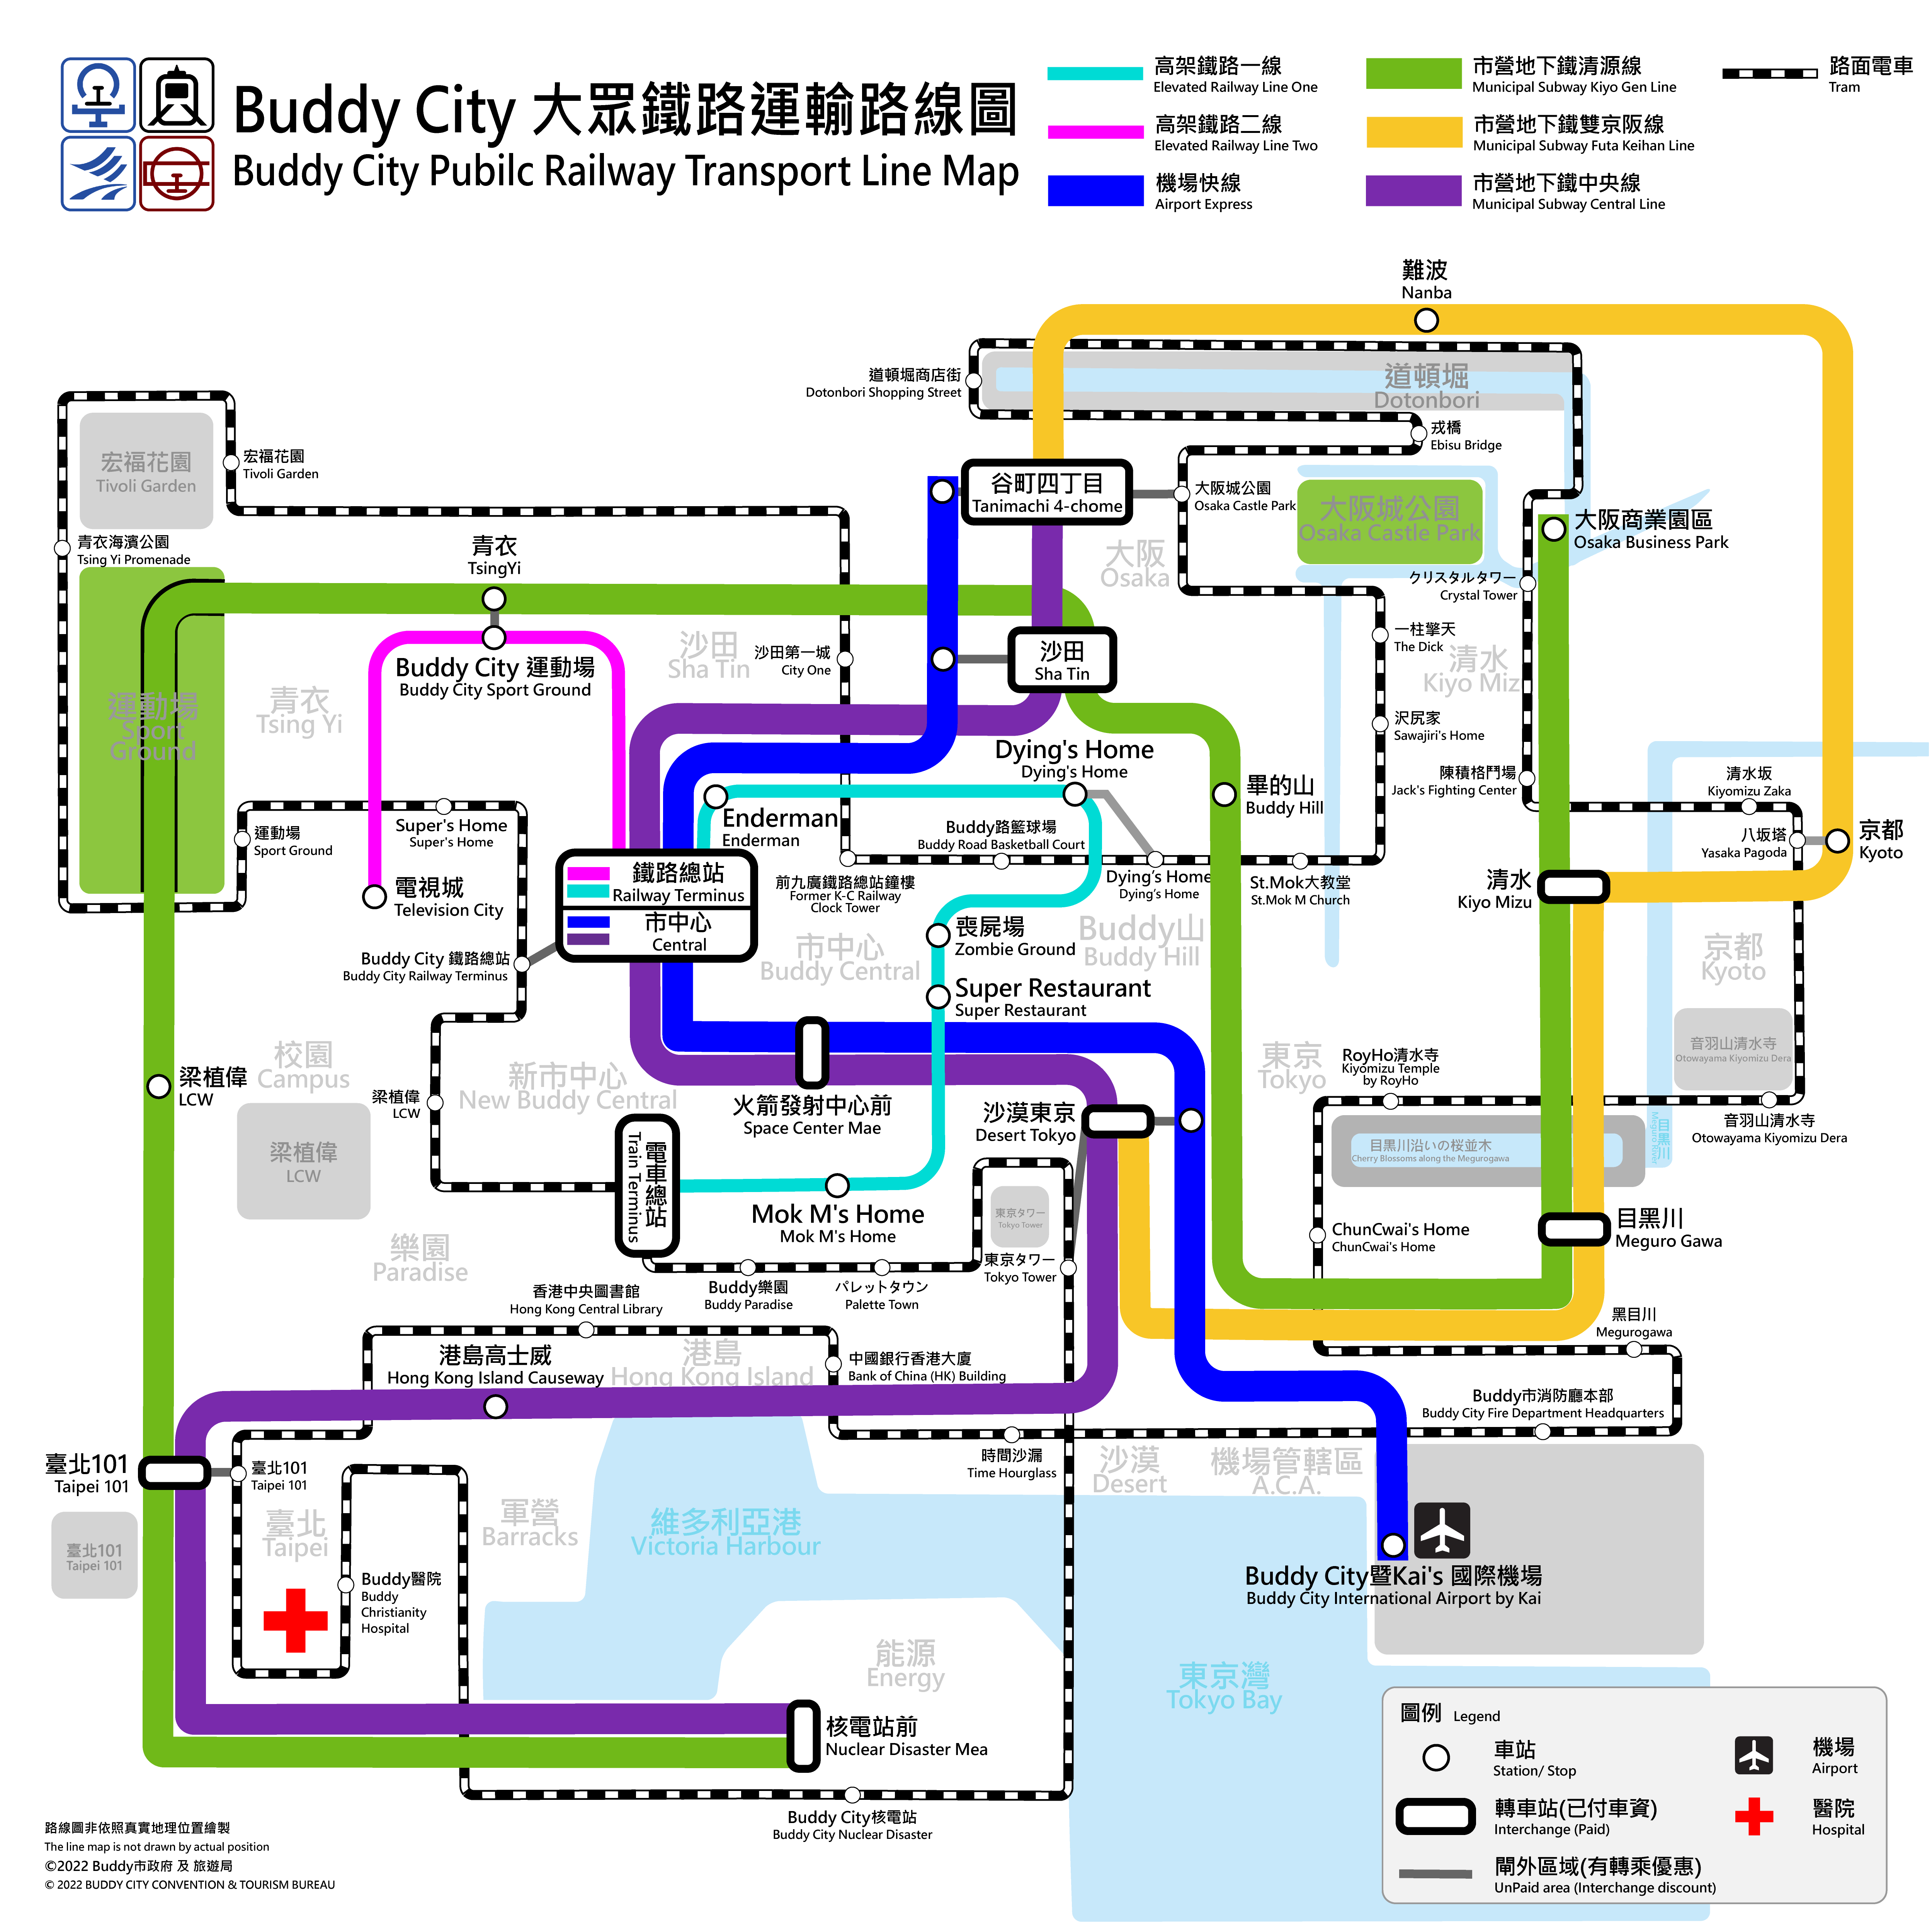 Buddy City 大眾鐵路運輸路線圖
Buddy City Pubilc Railway Transport Line Map
高架鐵路一線
Elevated Railway Line One
高架鐵路二線
Elevated Railway Line Two
機場快線
Airport Express
市營地下鐵清源線
Municipal Subway Kiyo Gen Line
市營地下鐵雙京阪線
Municipal Subway Futa Keihan Line
市營地下鐵中央線
Municipal Subway Central Line
路面電車
Tram
難波
Nanba
道頓堀商店街
Dotonbori Shopping Street
道頓堀
Dotonbori
戎橋
Ebisu Bridge
宏福花園
Tivoli Garden
宏福花園
Tivoli Garden
谷町四丁目
Tanimachi 4-chome
大阪城公園
Osaka Castle Park
大阪城公園
Osaka Castle Park
大阪商業園區
Osaka Business Park
青衣海濱公園
Tsing Yi Promenade
青衣
TsingYi
大阪
Osaka
クリスタルタワー
Crystal Tower
沙田
Sha Tin
沙田第一城
City One
沙田
Sha Tin
一柱擎天
The Dick
清水
Kiyo Miz
Buddy City 運動場
Buddy City Sport Ground
青衣
Tsing Yi
運動場
Sport
Ground
沢尻家
Sawajiri's Home
Dying's Home
Dying's Home
畢的山
Buddy Hill
陳積格鬥場
Jack's Fighting Center
清水坂
Kiyomizu Zaka
Enderman
Enderman
Super's Home
Super's Home
運動場
Sport Ground
Buddy路籃球場
Buddy Road Basketball Court
八坂塔
Yasaka Pagoda
京都
Kyoto
電視城
Television City
鐵路總站
Railway Terminus
市中心
Central
前九廣鐵路總站鐘樓
Former K-C Railway
Clock Tower
Dying's Home
Dying's Home
St.Mok大教堂
St.Mok M Church
清水
Kiyo Mizu
喪屍場
Zombie Ground
Buddy山
Buddy Hill
市中心
Buddy Central
京都
Kyoto
Buddy City 鐵路總站
Buddy City Railway Terminus
Super Restaurant
Super Restaurant
校園
Campus
梁植偉
LCW
梁植偉
LCW
梁植偉
LCW
新市中心
New Buddy Central
火箭發射中心前
Space Center Mae
沙漠東京
Desert Tokyo
東京
Tokyo
RoyHo清水寺
Kiyomizu Temple
by RoyHo
音羽山清水寺
Otowayama Kiyomizu Dera
音羽山清水寺
Otowayama Kiyomizu Dera
目黒川沿いの桜並木
Cherry Blossoms along the Megurogawa
目黑川
Meguro River
電車總站
Train Terminus
Mok M's Home
Mok M's Home
東京タワー
Tokyo Tower
東京タワー
Tokyo Tower
ChunCwai's Home
ChunCwai's Home
目黑川
Meguro Gawa
樂園
Paradise
Buddy樂園
Buddy Paradise
パレットタウン
Palette Town
香港中央圖書館
Hong Kong Central Library
黑目川
Megurogawa
港島高士威
Hong Kong Island Causeway
港島
Hong Kong Island
中國銀行香港大廈
Bank of China (HK) Building
Buddy市消防廳本部
Buddy City Fire Department Headquarters
時間沙漏
Time Hourglass
沙漠
Desert
機場管轄區
A.C.A.
臺北101
Taipei 101
臺北101
Taipei 101
臺北101
Taipei 101
臺北
Taipei
軍營
Barracks
維多利亞港
Victoria Harbour
Buddy醫院
Buddy
Christianity
Hospital
Buddy City暨Kai's 國際機場
Buddy City International Airport by Kai
能源
Energy
東京灣
Tokyo Bay
核電站前
Nuclear Disaster Mea
Buddy City核電站
Buddy City Nuclear Disaster
圖例 Legend
車站
Station/ Stop
轉車站(已付車資)
Interchange (Paid)
閘外區域(有轉乘優惠)
UnPaid area (Interchange discount)
機場
Airport
醫院
Hospital
路線圖非依照真實地理位置繪製
The line map is not drawn by actual position
©2022 Buddy市政府 及 旅遊局
© 2022 BUDDY CITY CONVENTION & TOURISM BUREAU